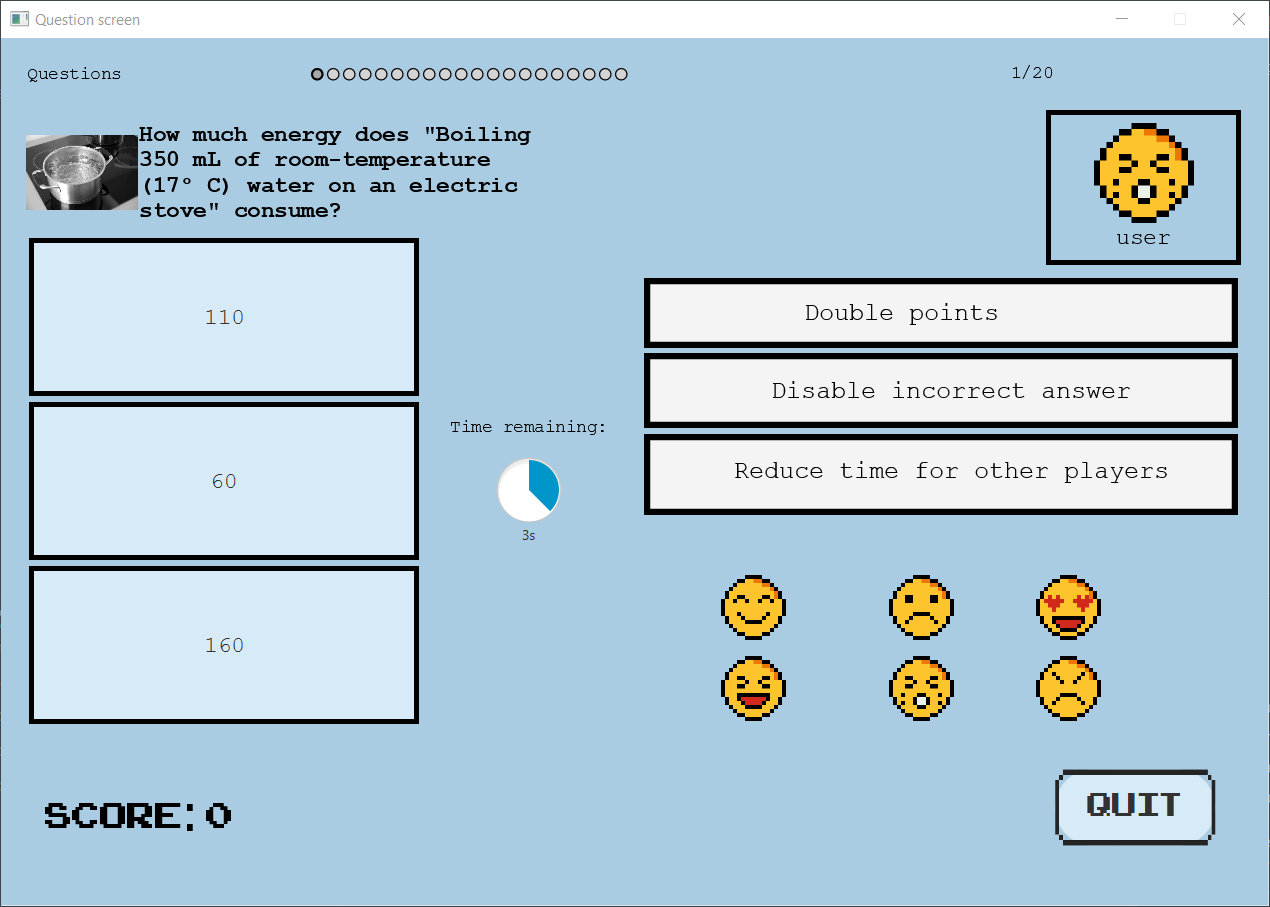 Question screen
Questions
1/20
How much energy does "Boiling
350 mL of room-temperature
(17º C) water on an electric
stove" consume?
user
110
60
160
Time remaining:
3s
Double points
Disable incorrect answer
Reduce time for other players
SCORE:0
QUIT